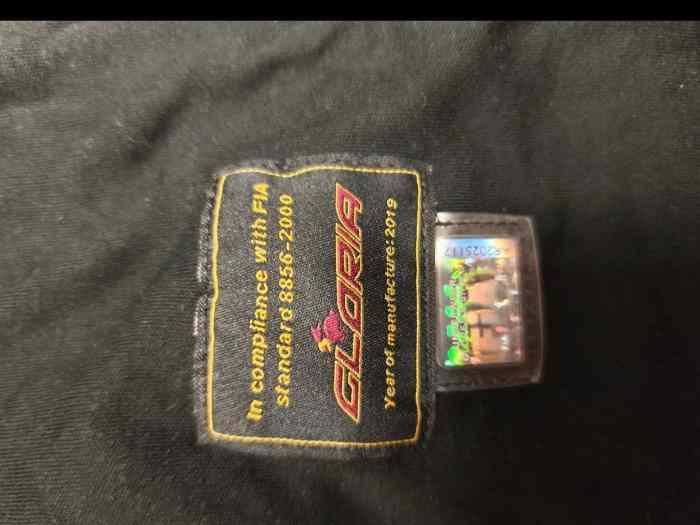 In compliance with FIA
standard 8856-2000
GLORIA
Year of manufacture: 2019